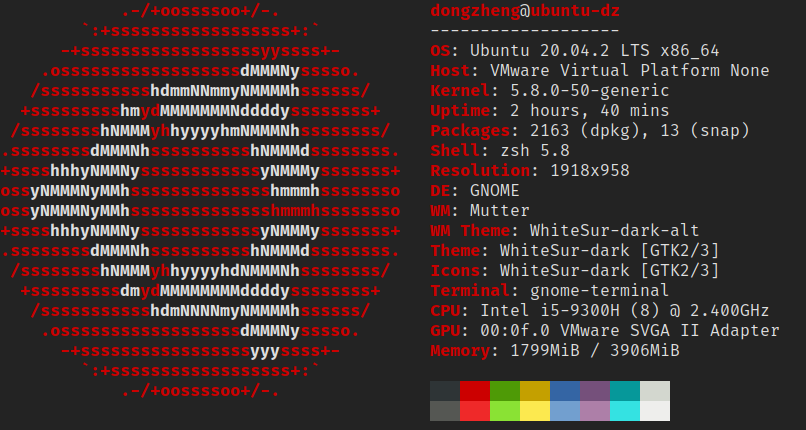 .-/+oossssoo+/-. dongzheng@ubuntu-dz
`:+ssssssssssssssssss+:` -------------------
-+ssssssssssssssssssyyssss+- OS: Ubuntu 20.04.2 LTS x86_64
.ossssssssssssssssssdMMMNysssso. Host: VMware Virtual Platform None
/ssssssssssshdmmNNmmyNMMMMhssssss/ Kernel: 5.8.0-50-generic
+ssssssssshmydMMMMMMMNddddyssssssss+ Uptime: 2 hours, 40 mins
/sssssssshNMMMyhhyyyyhmNMMMNhssssssss/ Packages: 2163 (dpkg), 13 (snap)
.ssssssssdMMMNhsssssssssshNMMMdssssssss. Shell: zsh 5.8
+sssshhhyNMMNyssssssssssssyNMMMysssssss+ Resolution: 1918x958
ossyNMMMNyMMhsssssssssssssshmmmhssssssso DE: GNOME
ossyNMMMNyMMhsssssssssssssshmmmhssssssso WM: Mutter
+sssshhhyNMMNyssssssssssssyNMMMysssssss+ WM Theme: WhiteSur-dark-alt
.ssssssssdMMMNhsssssssssshNMMMdssssssss. Theme: WhiteSur-dark [GTK2/3]
/sssssssshNMMMyhhyyyyhdNMMMNhssssssss/ Icons: WhiteSur-dark [GTK2/3]
+sssssssssdmydMMMMMMMMddddyssssssss+ Terminal: gnome-terminal
/ssssssssssshdmNNNNmyNMMMMhssssss/ CPU: Intel i5-9300H (8) @ 2.400GHz
.ossssssssssssssssssdMMMNysssso. GPU: 00:0f.0 VMware SVGA II Adapter
-+sssssssssssssssssyyyssss+- Memory: 1799MiB / 3906MiB
`:+ssssssssssssssssss+:`
.-/+oossssoo+/-.